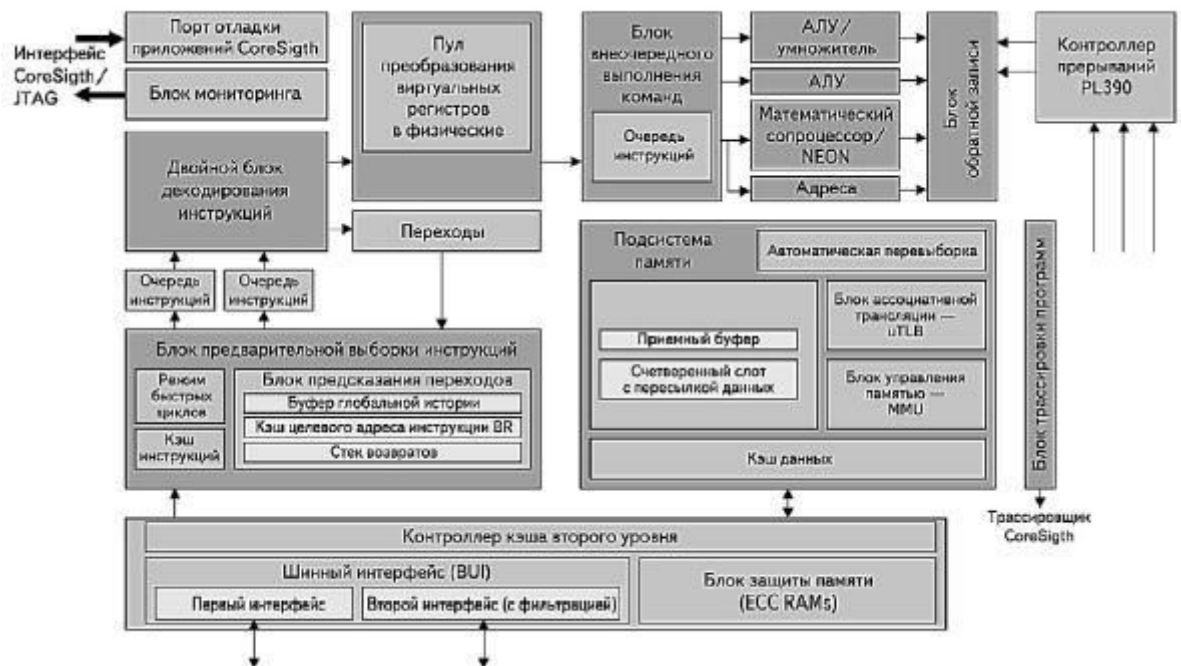 Интерфейс
CoreSigth/
JTAG
Порт отладки
приложений CoreSigth
Блок мониторинга
Двойной блок
декодирования
инструкций
Пул
преобразования
виртуальных
регистров
в физические
Переходы
Блок
внеочередного
выполнения
команд
Очередь
инструкций
АЛУ/
умножитель
АЛУ
Математический
сопроцессор/
NEON
Адреса
Блок
обратной записи
Контроллер
прерываний
PL390
Очередь
инструкций
Очередь
инструкций
Блок предварительной выборки инструкций
Режим
быстрых
циклов
Кэш
инструкций
Блок предсказания переходов
Буфер глобальной истории
Кэш целевого адреса инструкции BR
Стек возвратов
Подсистема
памяти
Автоматическая перевыборка
Приемный буфер
Счетверенный слот
с пересылкой данных
Блок ассоциативной
трансляции —
uTLB
Блок управления
памятью —
MMU
Кэш данных
Блок трассировки программ
Трассировщик
CoreSigth
Контроллер кэша второго уровня
Шинный интерфейс (BUI)
Первый интерфейс
Второй интерфейс (с фильтрацией)
Блок защиты памяти
(ECC RAMs)